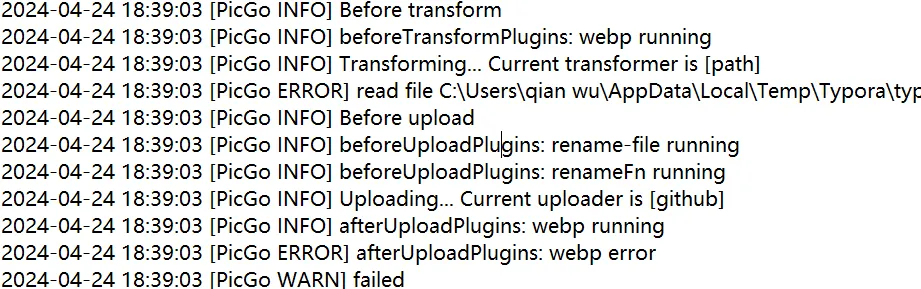 2024-04-24 18:39:03 [PicGo INFO] Before transform
2024-04-24 18:39:03 [PicGo INFO] beforeTransformPlugins: webp running
2024-04-24 18:39:03 [PicGo INFO] Transforming... Current transformer is [path]
2024-04-24 18:39:03 [PicGo ERROR] read file C:\Users\qian wu\AppData\Local\Temp\Typora\typ
2024-04-24 18:39:03 [PicGo INFO] Before upload
2024-04-24 18:39:03 [PicGo INFO] beforeUploadPlugins: rename-file running
2024-04-24 18:39:03 [PicGo INFO] beforeUploadPlugins: renameFn running
2024-04-24 18:39:03 [PicGo INFO] Uploading... Current uploader is [github]
2024-04-24 18:39:03 [PicGo INFO] afterUploadPlugins: webp running
2024-04-24 18:39:03 [PicGo ERROR] afterUploadPlugins: webp error
2024-04-24 18:39:03 [PicGo WARN] failed